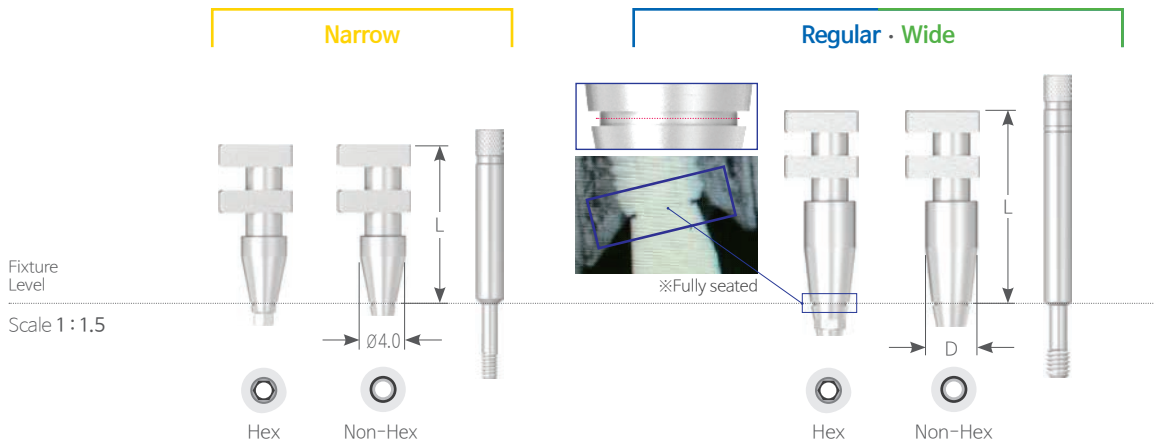 Narrow
Regular · Wide
L
L
※Fully seated
Fixture
Level
Scale 1 : 1.5
Ø4.0
D
Hex
Non-Hex
Hex
Non-Hex